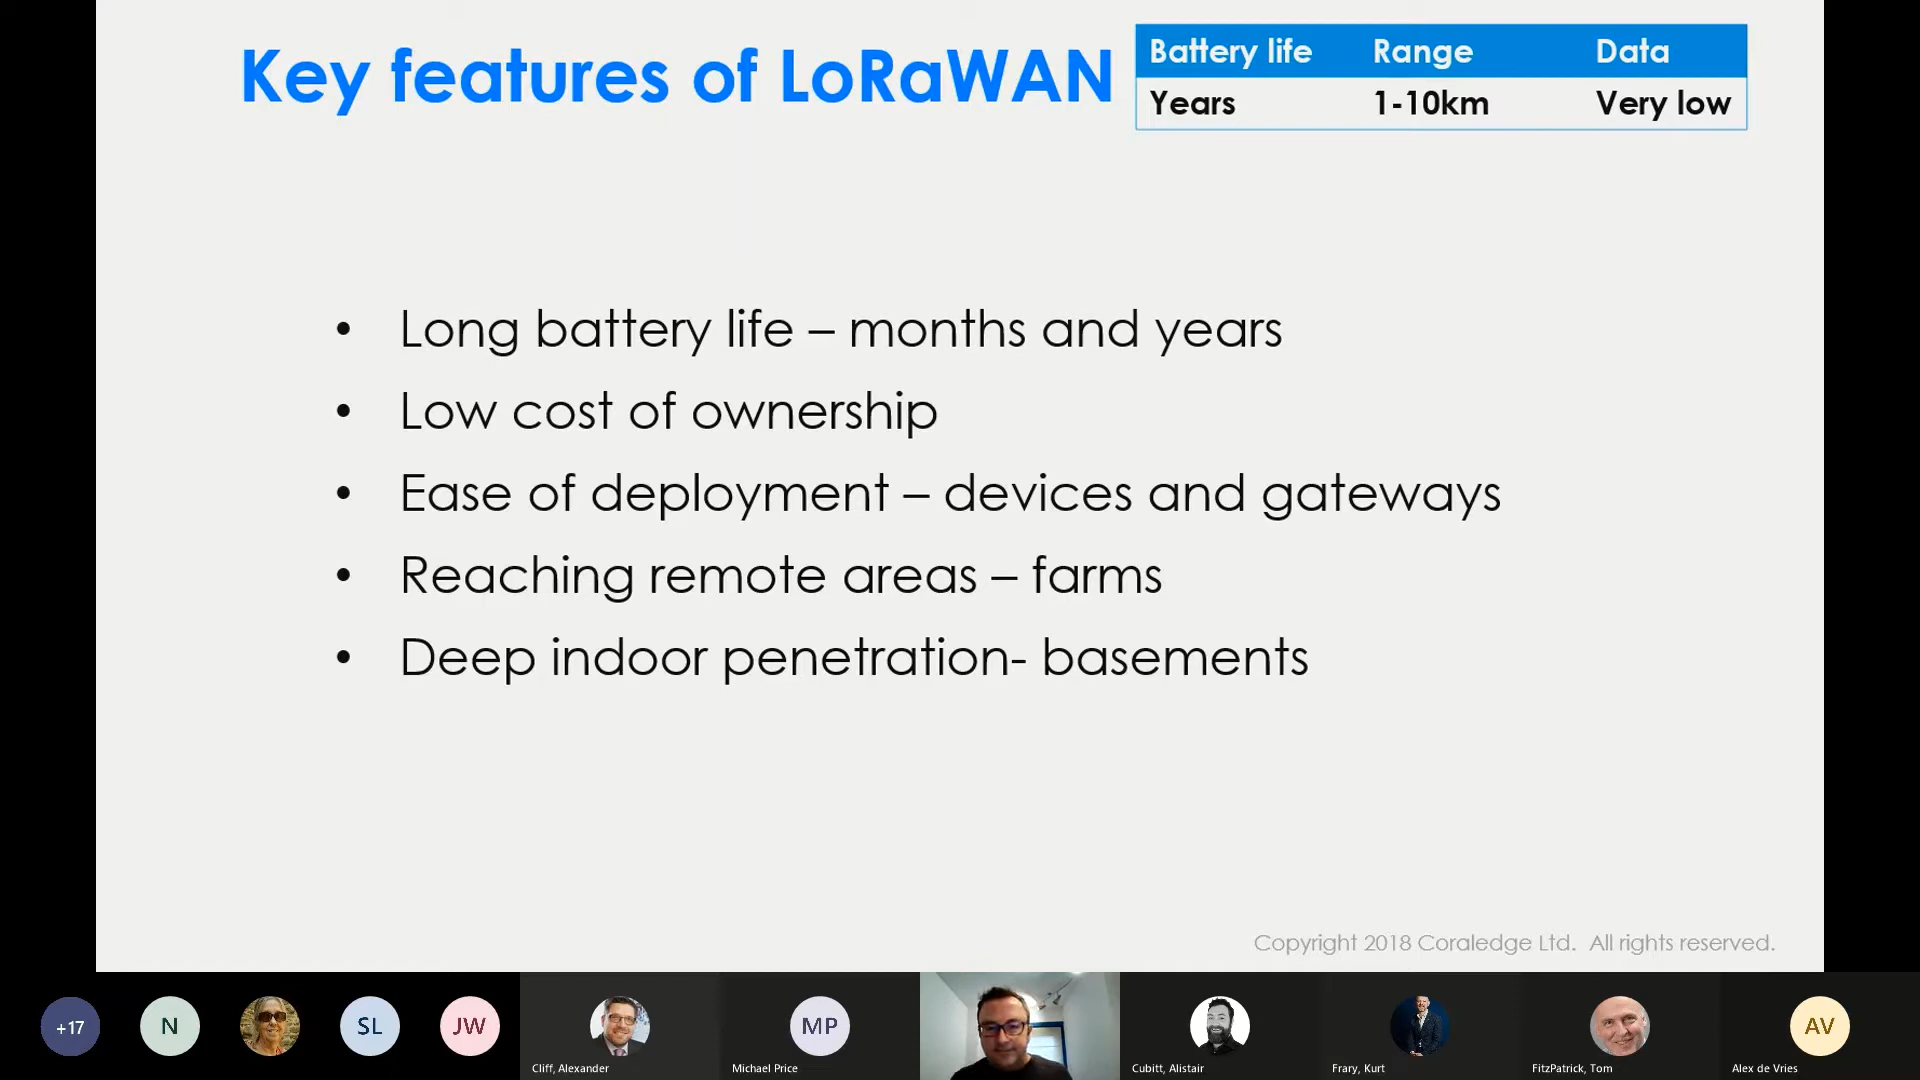 Key features of LoRaWAN
Battery life Range Data
Years 1-10km Very low
• Long battery life – months and years
• Low cost of ownership
• Ease of deployment – devices and gateways
• Reaching remote areas – farms
• Deep indoor penetration- basements
Copyright 2018 Coraledge Ltd.  All rights reserved.
+17 N SL JW MP AV
Cliff, Alexander Michael Price Cubitt, Alistair Frary, Kurt FitzPatrick, Tom Alex de Vries